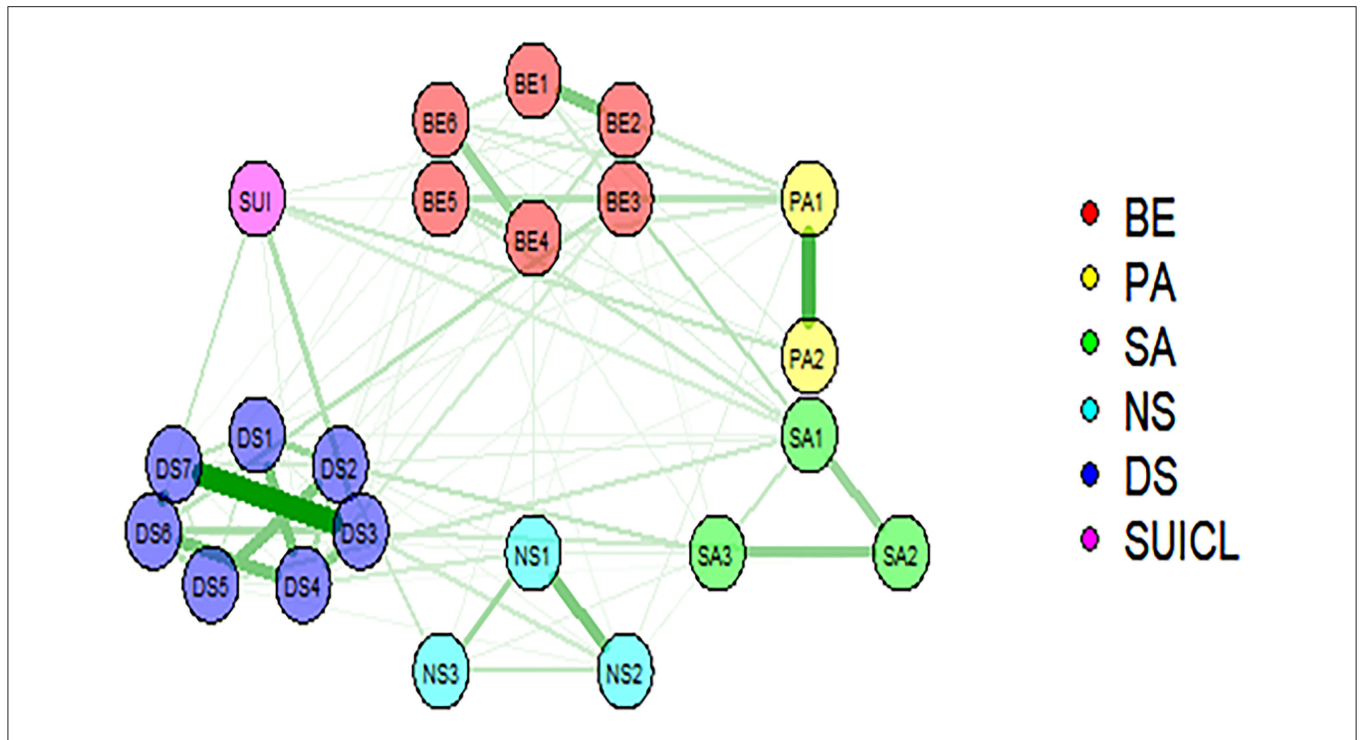 BE1
BE6
BE2
SUI
BE5
BE3
PA1
BE4
PA2
DS1
DS7
DS2
SA1
DS6
DS3
DS5
DS4
NS1
SA3
SA2
NS3
NS2
BE
PA
SA
NS
DS
SUICL